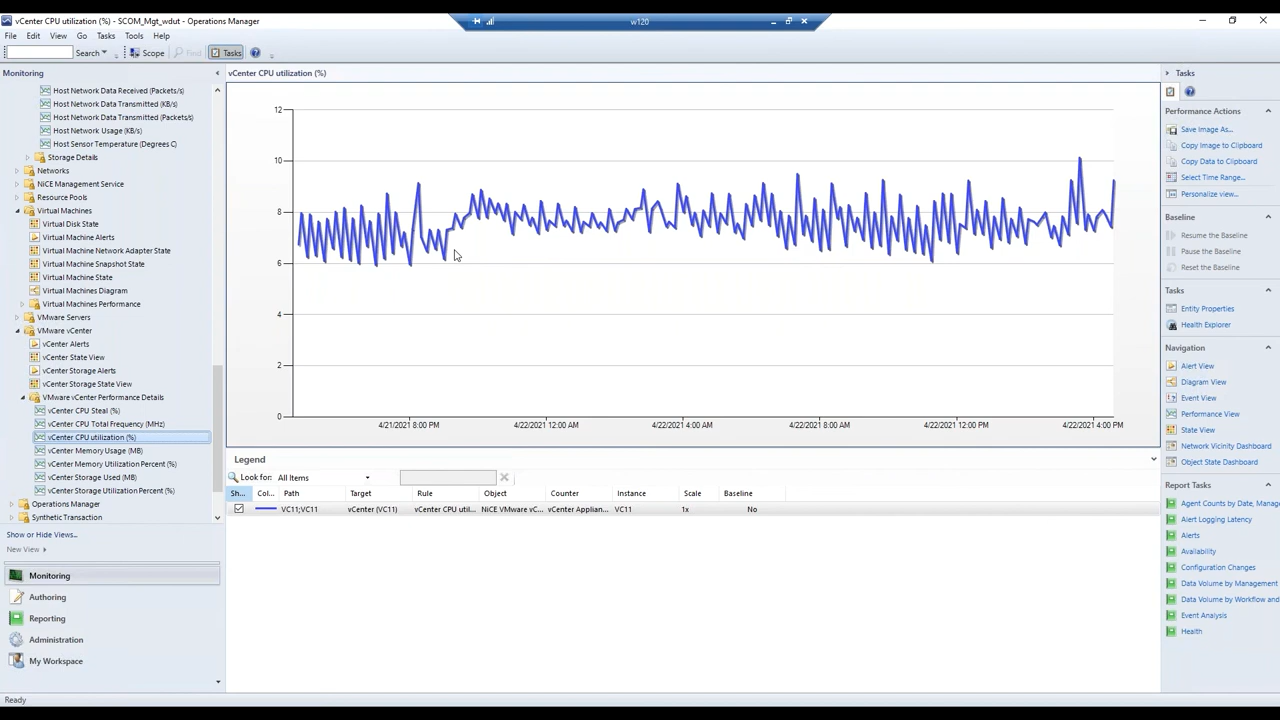 vCenter CPU utilization (%) - SCOM_Mgt_wdut - Operations Manager
w120
File Edit View Go Tasks Tools Help
Search Scope Find Tasks
Monitoring
Host Network Data Received (Packets/s)
Host Network Data Transmitted (KB/s)
Host Network Data Transmitted (Packets/s)
Host Network Usage (KB/s)
Host Sensor Temperature (Degrees C)
Storage Details
Networks
NiCE Management Service
Resource Pools
Virtual Machines
Virtual Disk State
Virtual Machine Alerts
Virtual Machine Network Adapter State
Virtual Machine Snapshot State
Virtual Machine State
Virtual Machines Diagram
Virtual Machines Performance
VMware Servers
VMware vCenter
vCenter Alerts
vCenter State View
vCenter Storage Alerts
vCenter Storage State View
VMware vCenter Performance Details
vCenter CPU Steal (%)
vCenter CPU Total Frequency (MHz)
vCenter CPU utilization (%)
vCenter Memory Usage (MB)
vCenter Memory Utilization Percent (%)
vCenter Storage Used (MB)
vCenter Storage Utilization Percent (%)
Operations Manager
Synthetic Transaction
Show or Hide Views...
New View
Monitoring
Authoring
Reporting
Administration
My Workspace
Ready
vCenter CPU utilization (%)
12
10
8
6
4
2
0
4/21/2021 8:00 PM 4/22/2021 12:00 AM 4/22/2021 4:00 AM 4/22/2021 8:00 AM 4/22/2021 12:00 PM 4/22/2021 4:00 PM
Legend
Look for: All Items
Sh... Col... Path Target Rule Object Counter Instance Scale Baseline
VC11;VC11 vCenter (VC11) vCenter CPU util... NiCE VMware vC... vCenter Applian... VC11 1x No
Tasks
Performance Actions
Save Image As...
Copy Image to Clipboard
Copy Data to Clipboard
Select Time Range...
Personalize view...
Baseline
Resume the Baseline
Pause the Baseline
Reset the Baseline
Tasks
Entity Properties
Health Explorer
Navigation
Alert View
Diagram View
Event View
Performance View
State View
Network Vicinity Dashboard
Object State Dashboard
Report Tasks
Agent Counts by Date, Manage
Alert Logging Latency
Alerts
Availability
Configuration Changes
Data Volume by Management
Data Volume by Workflow and
Event Analysis
Health